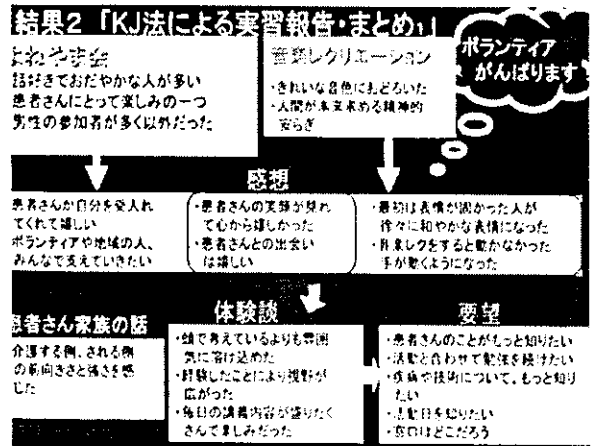 結果2「KJ法による実習報告・まとめ1」
話好きでおだやかな人が多い
患者さんにとって楽しみの一つ
男性の参加者が多く以外だった
音楽レクリエーション
・きれいな音色におどろいた
・人間が本来求める精神的
安らぎ
ボランティア
がんばります
感想
患者さんが自分を受入れ
てくれて嬉しい
ボランティアや地域の人、
みんなで支えていきたい
・患者さんの笑顔が見れ
て心から嬉しかった
・患者さんとの出会い
は嬉しい
・最初は表情が固かった人が
徐々に和やかな表情になった
・音楽レクをすると動かなかった
手が動くようになった
患者さん家族の話
介護する側、される側
の前向きさと強さを感
じた
体験談
・頭で考えているよりも雰囲
気に溶け込めた
・経験したことにより視野が
広がった
・毎日の講義内容が盛りだく
さんで楽しみだった
要望
・患者さんのことがもっと知りたい
・活動と合わせて勉強を続けたい
・疾病や技術について、もっと知り
たい
・活動日を知りたい
・窓口はどこだろう